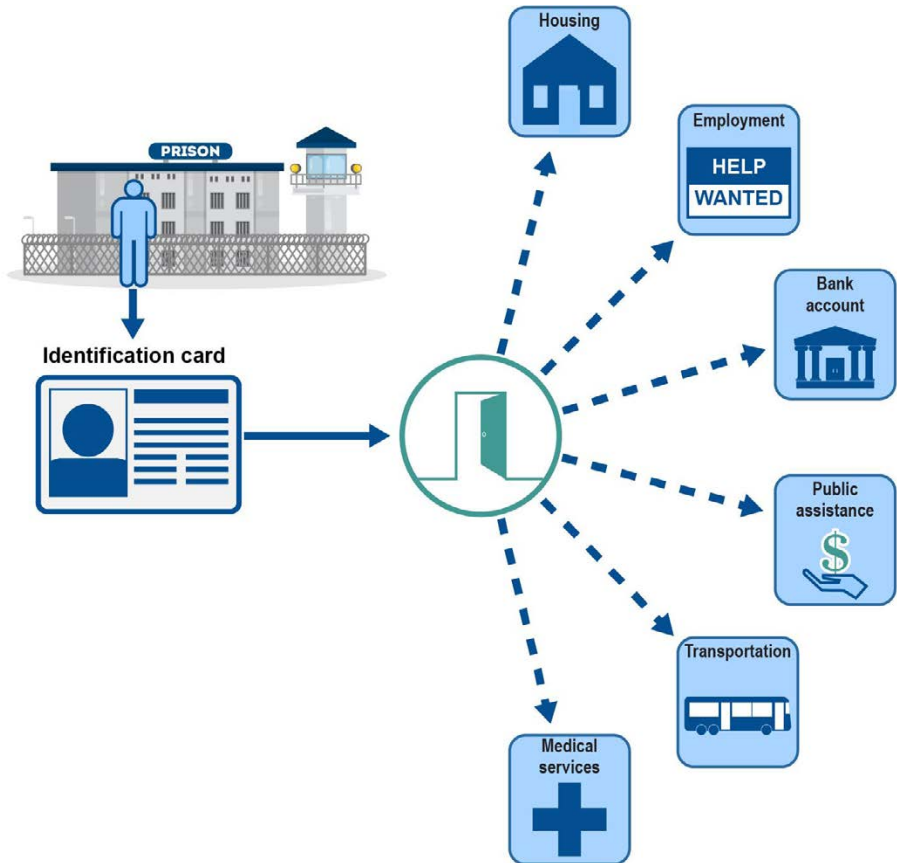 Housing
PRISON
Employment
HELP
WANTED
Bank
account
Identification card
Public
assistance
$
Transportation
Medical
services